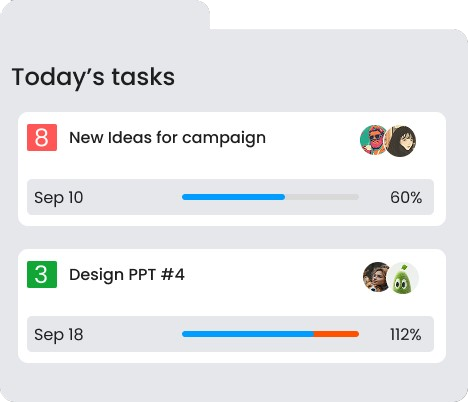 Today’s tasks
8 New Ideas for campaign
Sep 10 60%
3 Design PPT #4
Sep 18 112%